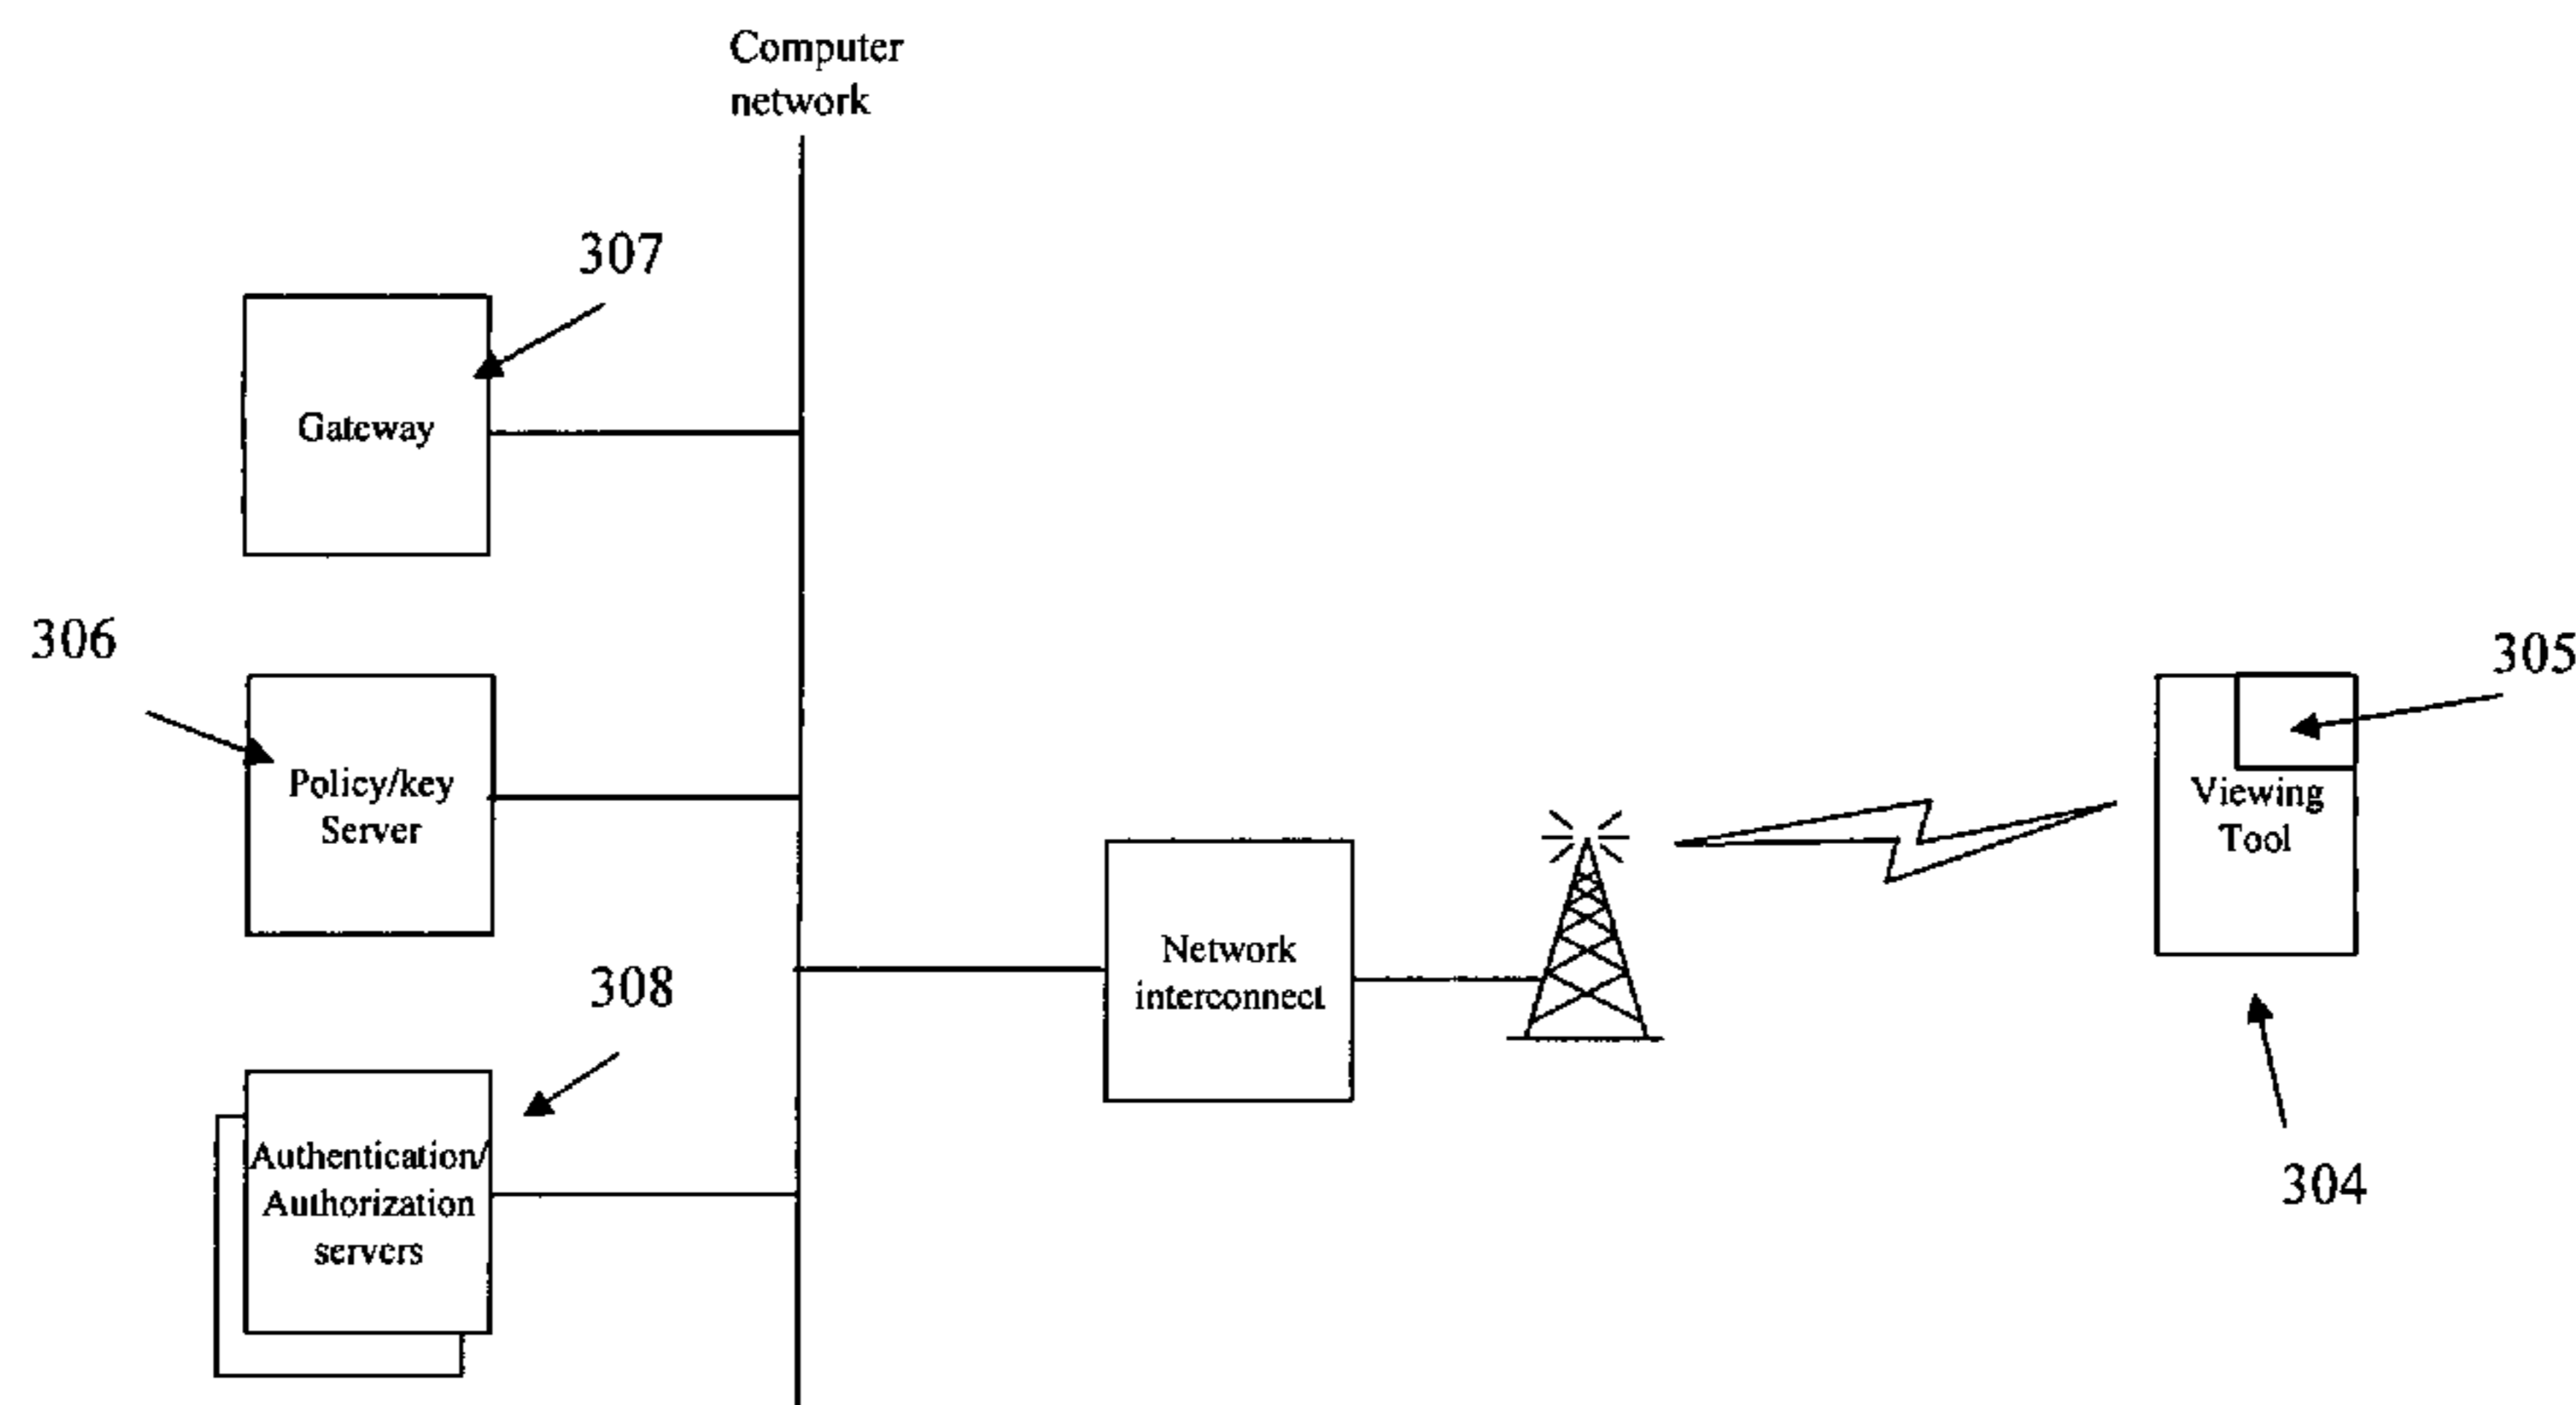 Computer
network
307
Gateway
306
Policy/key
Server
305
Viewing
Tool
308
Network
interconnect
Authentication/
Authorization
servers
304